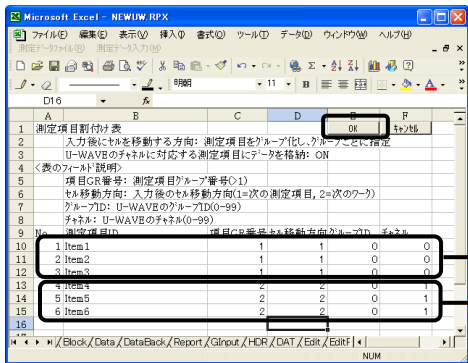 Microsoft Excel - NEWUW.RPX
ファイル(F) 編集(E) 表示(V) 挿入(I) 書式(O) ツール(T) データ(D) ウィンドウ(W) ヘルプ(H)
測定データファイル(R) 測定データ入力(M)
11
D16 fx
A B C D E F
1 測定項目割付け表 OK キャンセル
2 入力後にセルを移動する方向: 測定項目をグループ化し、グループごとに指定
3 U-WAVEのチャネルに対応する測定項目にデータを格納: ON
4 <表のフィールド説明>
5 項目GR番号: 測定項目グループ番号(>1)
6 セル移動方向: 入力後のセル移動方向(1=次の測定項目, 2=次のワーク)
7 グループID: U-WAVEのグループID(0-99)
8 チャネル: U-WAVEのチャネル(0-99)
9 No. 測定項目ID 項目GR番号 セル移動方向 グループID チャネル
10 1 Item1 1 1 0 0
11 2 Item2 1 1 0 0
12 3 Item3 1 1 0 0
13 4 Item4 2 2 0 1
14 5 Item5 2 2 0 1
15 6 Item6 2 2 0 1
16
Block / Data / DataBack / Report / GInput / HDR / DAT / Edit / EditF
NUM